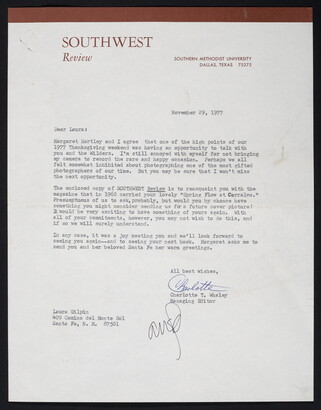 SOUTHWEST
Review
SOUTHERN METHODIST UNIVERSITY
DALLAS, TEXAS 75275
November 29, 1977
Dear Laura:
Margaret Hartley and I agree that one of the high points of our
1977 Thanksgiving weekend was having an opportunity to talk with
you and the Wilders. I'm still annoyed with myself for not bringing
my camera to record the rare and happy occasion. Perhaps we all
felt somewhat inhibited about photographing one of the most gifted
photographers of our time. But you may be sure that I won't miss
the next opportunity.
The enclosed copy of SOUTHWEST Review is to reacquaint you with the
magazine that in 1968 carried your lovely "Spring Flow at Corrales."
Presumptuous of us to ask, probably, but would you by chance have
something you might consider sending us for a future cover picture?
It would be very exciting to have something of yours again. With
all of your commitments, however, you may not wish to do this, and
if so we will surely understand.
In any case, it was a joy meeting you and we'll look forward to
seeing you again--and to seeing your next book. Margaret asks me to
send you and her beloved Santa Fe her warm greetings.
All best wishes,
Charlotte
Charlotte T. Whaley
Managing Editor
Laura Gilpin
409 Camino del Monte Sol
Santa Fe, N. M. 87501